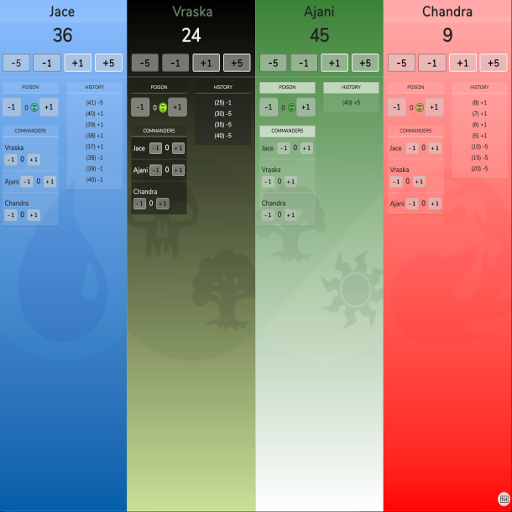 Jace
36
-5 -1 +1 +5
POISON
-1 0 +1
COMMANDERS
Vraska
-1 0 +1
Ajani -1 0 +1
Chandra
-1 0 +1
HISTORY
(41) -5
(40) +1
(39) +1
(38) +1
(37) +1
(38) -1
(39) -1
(40) -1
Vraska
24
-5 -1 +1 +5
POISON
-1 0 +1
COMMANDERS
Jace -1 0 +1
Ajani -1 0 +1
Chandra
-1 0 +1
HISTORY
(25) -1
(30) -5
(35) -5
(40) -5
Ajani
45
-5 -1 +1 +5
POISON
-1 0 +1
COMMANDERS
Jace -1 0 +1
Vraska
-1 0 +1
Chandra
-1 0 +1
HISTORY
(40) +5
Chandra
9
-5 -1 +1 +5
POISON
-1 0 +1
COMMANDERS
Jace -1 0 +1
Vraska
-1 0 +1
Ajani -1 0 +1
HISTORY
(8) +1
(7) +1
(6) +1
(5) +1
(10) -5
(15) -5
(20) -5